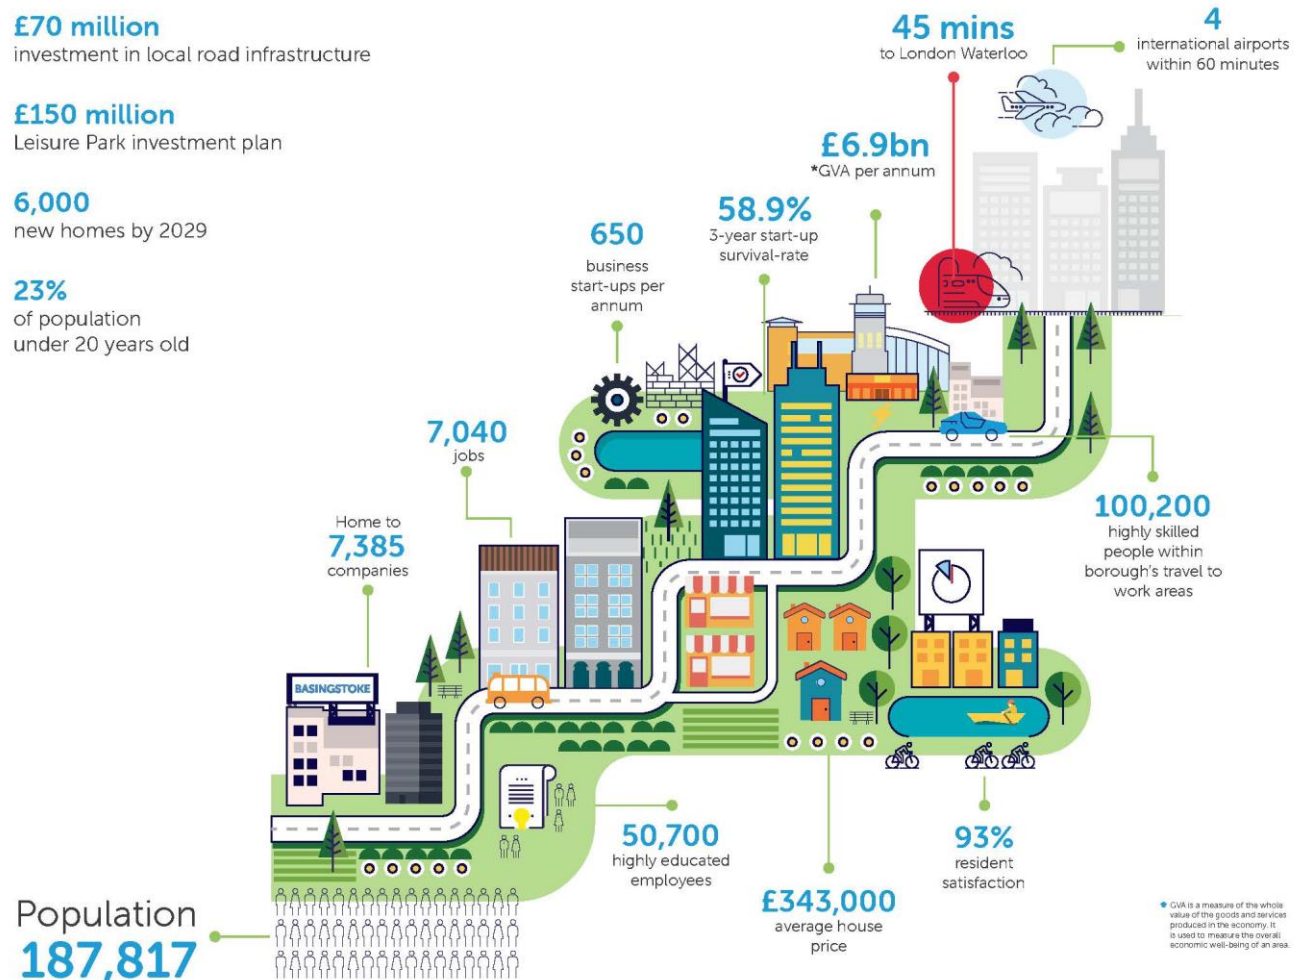 £70 million
investment in local road infrastructure
£150 million
Leisure Park investment plan
6,000
new homes by 2029
23%
of population
under 20 years old
45 mins
to London Waterloo
4
international airports
within 60 minutes
£6.9bn
*GVA per annum
58.9%
3-year start-up
survival-rate
650
business
start-ups per
annum
7,040
jobs
Home to
7,385
companies
BASINGSTOKE
100,200
highly skilled
people within
borough's travel to
work areas
50,700
highly educated
employees
£343,000
average house
price
93%
resident
satisfaction
Population
187,817
* GVA is a measure of the whole
value of the goods and services
produced in the economy. It
is used to measure the overall
economic well-being of an area.